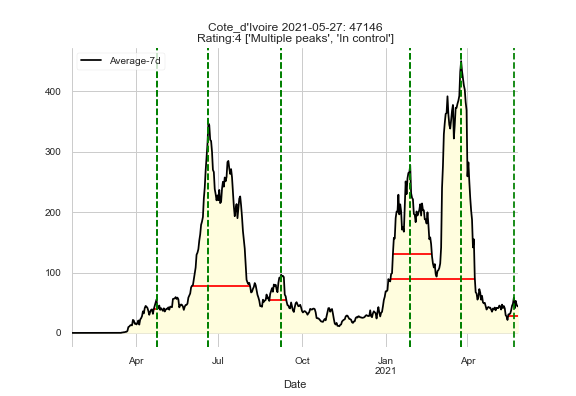 Cote_d'Ivoire 2021-05-27: 47146
Rating:4 ['Multiple peaks', 'In control']
Average-7d
400
300
200
100
0
Apr
Jul
Oct
Jan
2021
Apr
Date